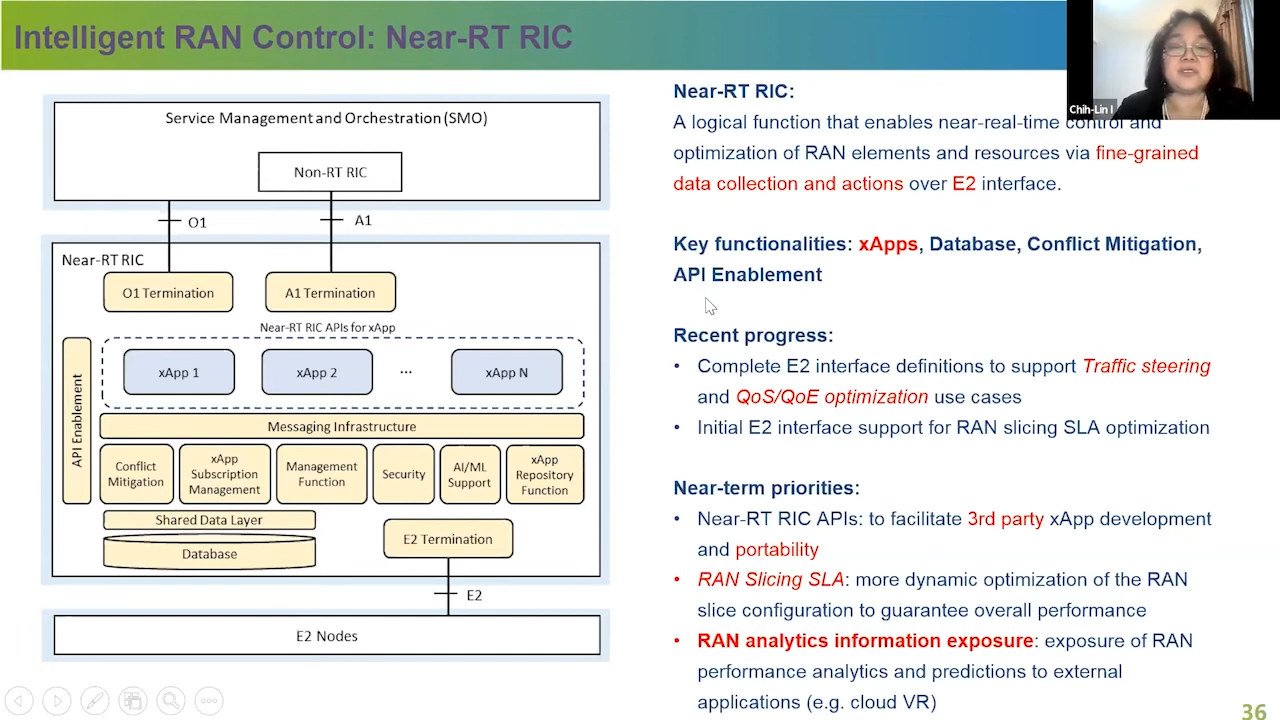 Intelligent RAN Control: Near-RT RIC
Chih-Lin I
Service Management and Orchestration (SMO)
Non-RT RIC
O1
A1
Near-RT RIC
O1 Termination
A1 Termination
Near-RT RIC APIs for xApp
API Enablement
xApp 1
xApp 2
...
xApp N
Messaging Infrastructure
Conflict
Mitigation
xApp
Subscription
Management
Management
Function
Security
AI/ML
Support
xApp
Repository
Function
Shared Data Layer
Database
E2 Termination
E2
E2 Nodes
Near-RT RIC:
A logical function that enables near-real-time control and
optimization of RAN elements and resources via fine-grained
data collection and actions over E2 interface.
Key functionalities: xApps, Database, Conflict Mitigation,
API Enablement
Recent progress:
• Complete E2 interface definitions to support Traffic steering
and QoS/QoE optimization use cases
• Initial E2 interface support for RAN slicing SLA optimization
Near-term priorities:
• Near-RT RIC APIs: to facilitate 3rd party xApp development
and portability
• RAN Slicing SLA: more dynamic optimization of the RAN
slice configuration to guarantee overall performance
• RAN analytics information exposure: exposure of RAN
performance analytics and predictions to external
applications (e.g. cloud VR)
36